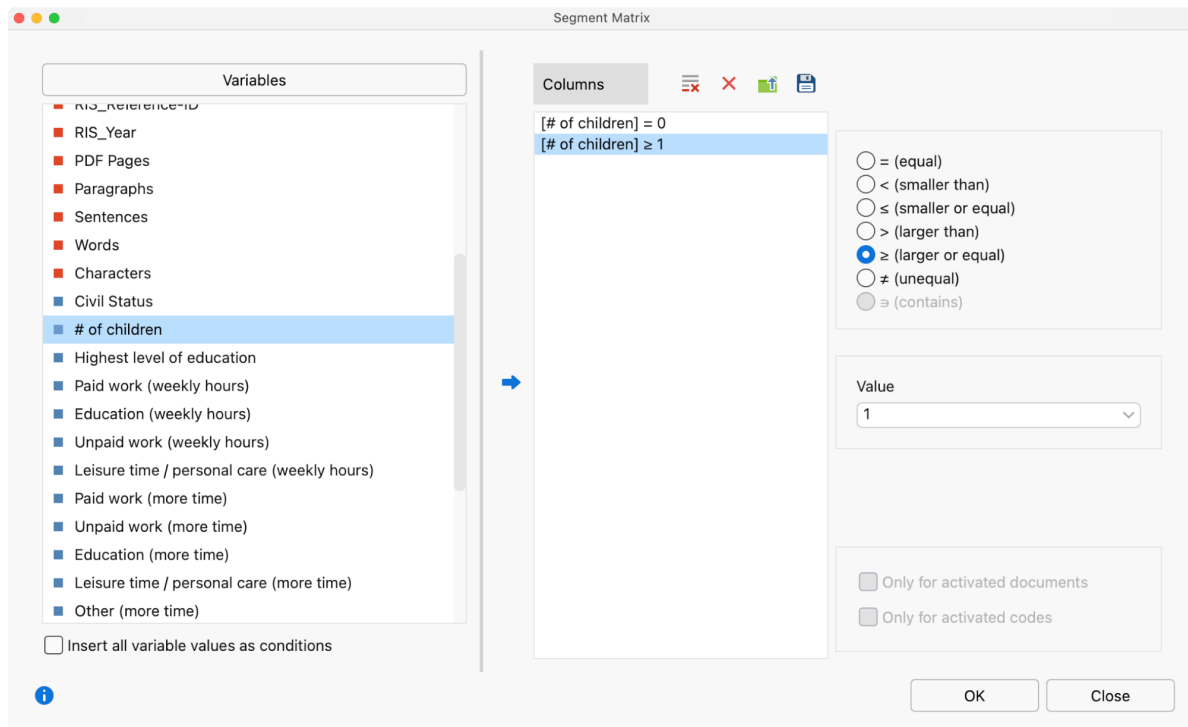 Segment Matrix
Variables
RIS_Reference-ID
RIS_Year
PDF Pages
Paragraphs
Sentences
Words
Characters
Civil Status
# of children
Highest level of education
Paid work (weekly hours)
Education (weekly hours)
Unpaid work (weekly hours)
Leisure time / personal care (weekly hours)
Paid work (more time)
Unpaid work (more time)
Education (more time)
Leisure time / personal care (more time)
Other (more time)
Insert all variable values as conditions
Columns
[# of children] = 0
[# of children] ≥ 1
= (equal)
< (smaller than)
≤ (smaller or equal)
> (larger than)
≥ (larger or equal)
≠ (unequal)
∋ (contains)
Value
1
Only for activated documents
Only for activated codes
OK
Close